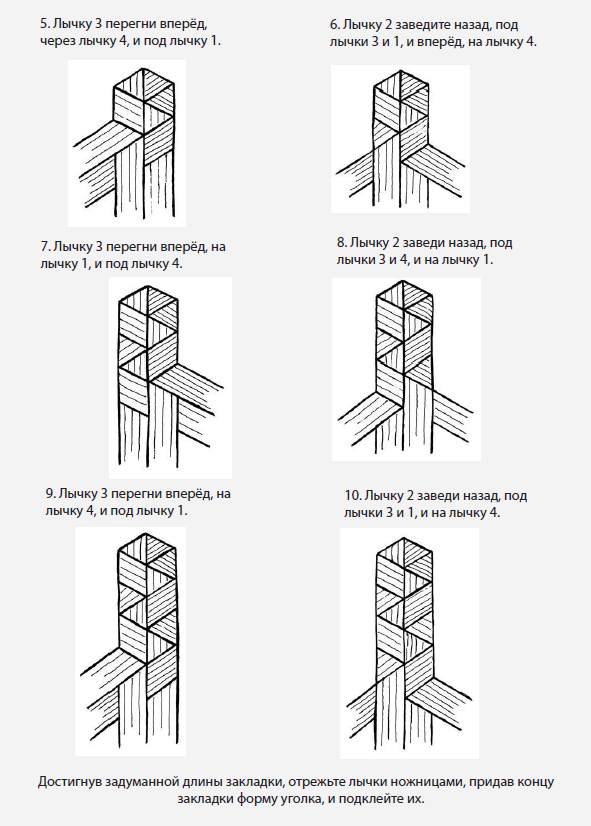 5. Лычку 3 перегни вперёд,
через лычку 4, и под лычку 1.
6. Лычку 2 заведите назад, под
лычки 3 и 1, и вперёд, на лычку 4.
7. Лычку 3 перегни вперёд, на
лычку 1, и под лычку 4.
8. Лычку 2 заведи назад, под
лычки 3 и 4, и на лычку 1.
9. Лычку 3 перегни вперёд, на
лычку 4, и под лычку 1.
10. Лычку 2 заведи назад, под
лычки 3 и 1, и на лычку 4.
Достигнув задуманной длины закладки, отрежьте лычки ножницами, придав концу
закладки форму уголка, и подклейте их.